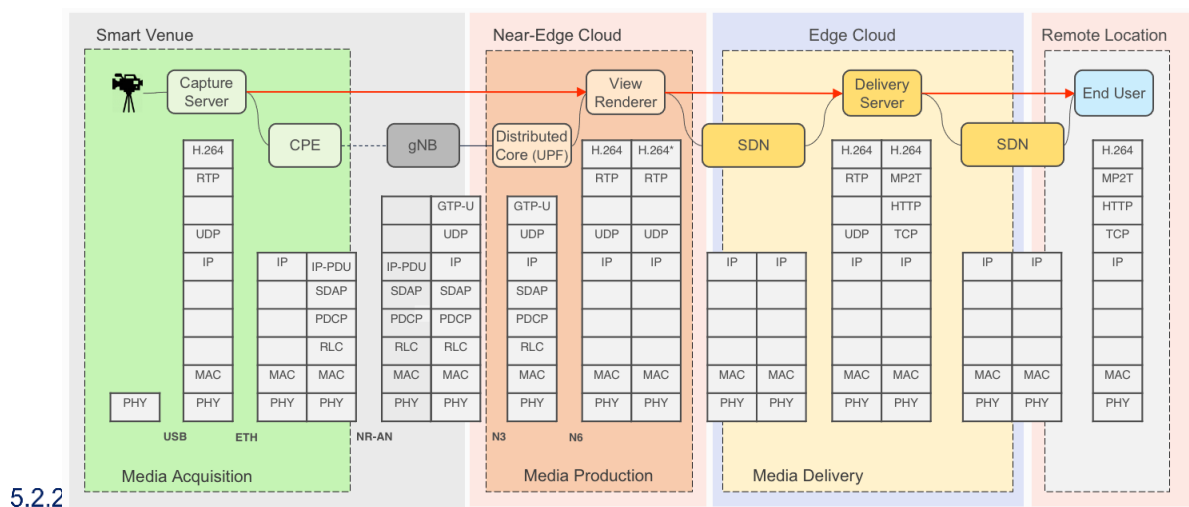 Smart Venue Near-Edge Cloud Edge Cloud Remote Location
Capture Server View Renderer Delivery Server End User
CPE gNB Distributed Core (UPF) SDN SDN
H.264 H.264 H.264* H.264 H.264 H.264
RTP RTP RTP RTP MP2T MP2T
GTP-U GTP-U HTTP HTTP
UDP UDP UDP UDP UDP UDP TCP TCP
IP IP IP-PDU IP-PDU IP IP IP IP IP IP IP IP IP IP IP
SDAP SDAP SDAP SDAP
PDCP PDCP PDCP PDCP
RLC RLC RLC RLC
MAC MAC MAC MAC MAC MAC MAC MAC MAC MAC MAC MAC MAC MAC MAC
PHY PHY PHY PHY PHY PHY PHY PHY PHY PHY PHY PHY PHY PHY PHY PHY
USB ETH NR-AN N3 N6
Media Acquisition Media Production Media Delivery
5.2.2